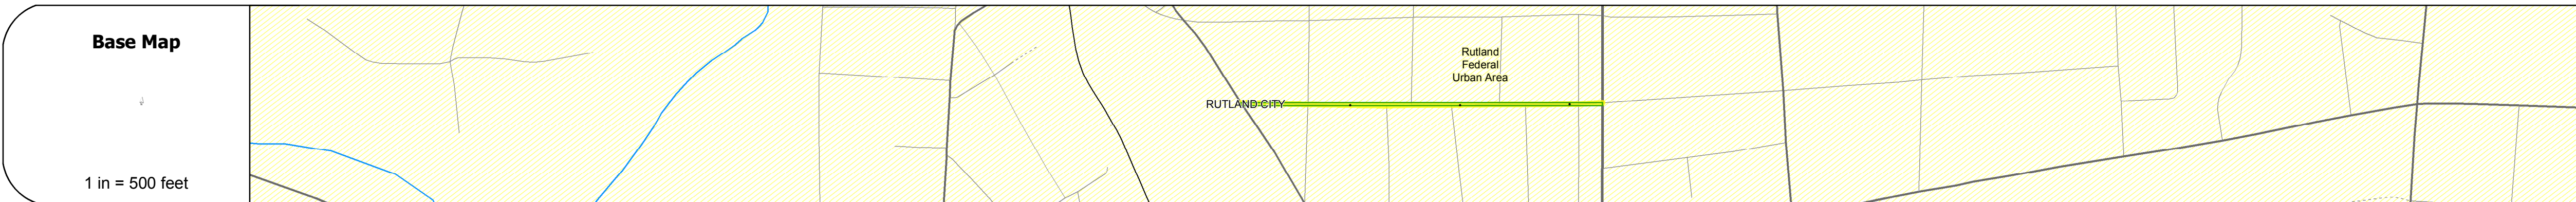 Base Map
1 in = 500 feet
Rutland
Federal
Urban Area
RUTLAND CITY